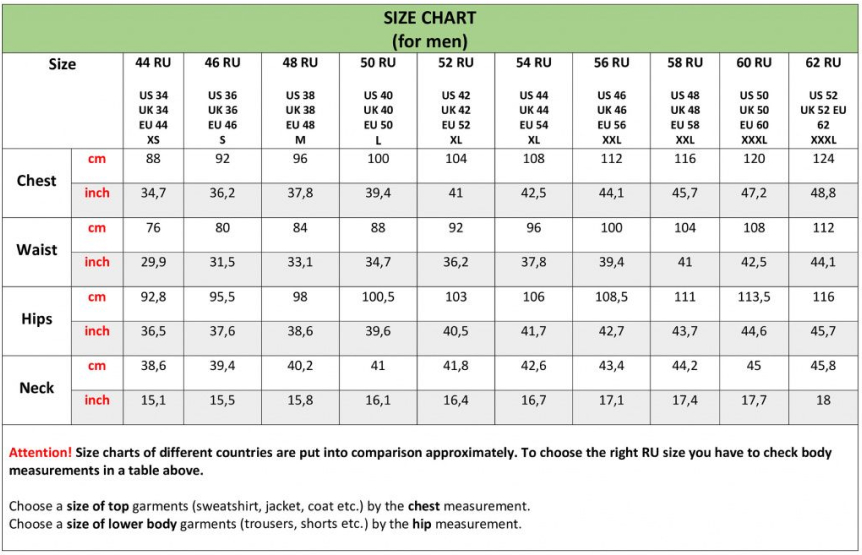 SIZE CHART
(for men)
Size 44 RU 46 RU 48 RU 50 RU 52 RU 54 RU 56 RU 58 RU 60 RU 62 RU
US 34 US 36 US 38 US 40 US 42 US 44 US 46 US 48 US 50 US 52
UK 34 UK 36 UK 38 UK 40 UK 42 UK 44 UK 46 UK 48 UK 50 UK 52 EU
EU 44 EU 46 EU 48 EU 50 EU 52 EU 54 EU 56 EU 58 EU 60 62
XS S M L XL XL XXL XXL XXXL XXXL
Chest
cm 88 92 96 100 104 108 112 116 120 124
inch 34,7 36,2 37,8 39,4 41 42,5 44,1 45,7 47,2 48,8
Waist
cm 76 80 84 88 92 96 100 104 108 112
inch 29,9 31,5 33,1 34,7 36,2 37,8 39,4 41 42,5 44,1
Hips
cm 92,8 95,5 98 100,5 103 106 108,5 111 113,5 116
inch 36,5 37,6 38,6 39,6 40,5 41,7 42,7 43,7 44,6 45,7
Neck
cm 38,6 39,4 40,2 41 41,8 42,6 43,4 44,2 45 45,8
inch 15,1 15,5 15,8 16,1 16,4 16,7 17,1 17,4 17,7 18
Attention! Size charts of different countries are put into comparison approximately. To choose the right RU size you have to check body
measurements in a table above.
Choose a size of top garments (sweatshirt, jacket, coat etc.) by the chest measurement.
Choose a size of lower body garments (trousers, shorts etc.) by the hip measurement.